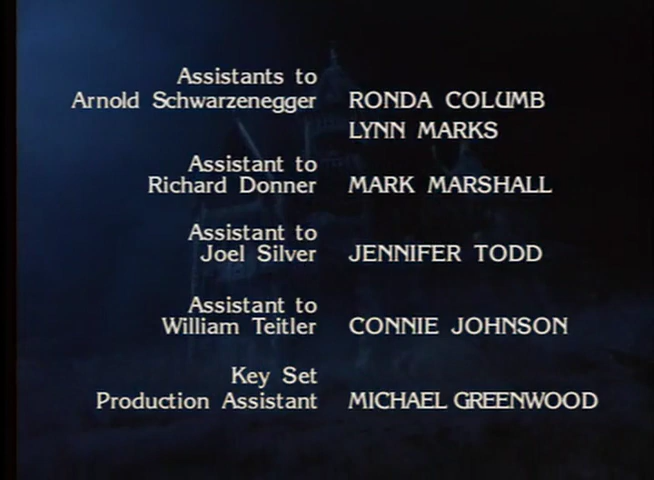 Assistants to
Arnold Schwarzenegger RONDA COLUMB
LYNN MARKS
Assistant to
Richard Donner MARK MARSHALL
Assistant to
Joel Silver JENNIFER TODD
Assistant to
William Teitler CONNIE JOHNSON
Key Set
Production Assistant MICHAEL GREENWOOD